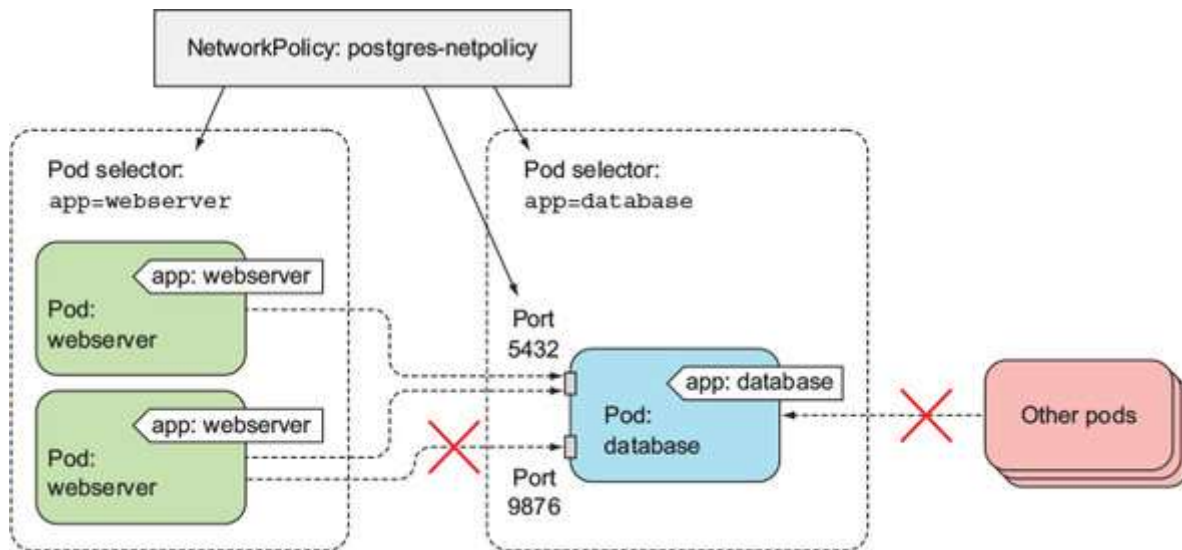 NetworkPolicy: postgres-netpolicy
Pod selector:
app=webserver
app: webserver
Pod:
webserver
app: webserver
Pod:
webserver
Pod selector:
app=database
Port
5432
app: database
Pod:
database
Port
9876
Other pods